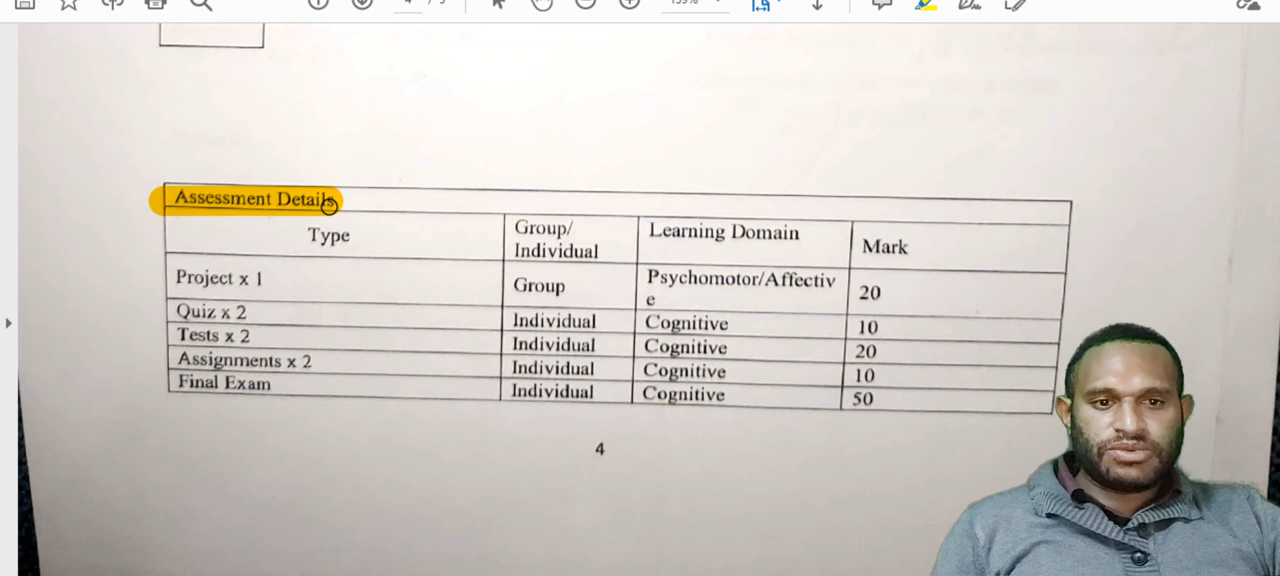 Assessment Details
Type Group/ Individual Learning Domain Mark
Project x 1 Group Psychomotor/Affectiv e 20
Quiz x 2 Individual Cognitive 10
Tests x 2 Individual Cognitive 20
Assignments x 2 Individual Cognitive 10
Final Exam Individual Cognitive 50
4